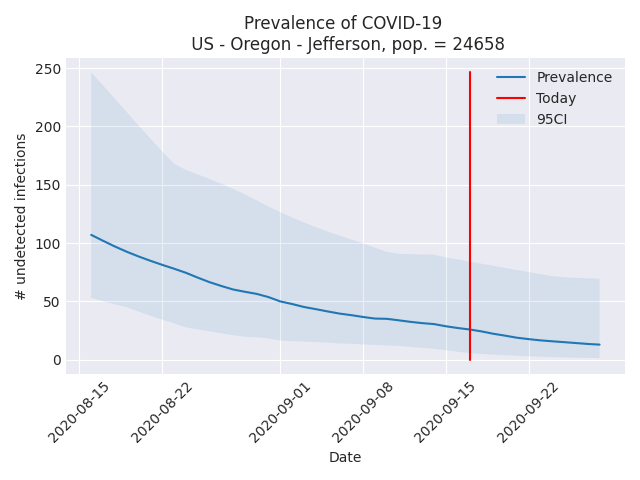 Prevalence of COVID-19
US - Oregon - Jefferson, pop. = 24658
250
200
150
100
50
0
# undetected infections
Prevalence
Today
95CI
2020-08-15
2020-08-22
2020-09-01
2020-09-08
2020-09-15
2020-09-22
Date